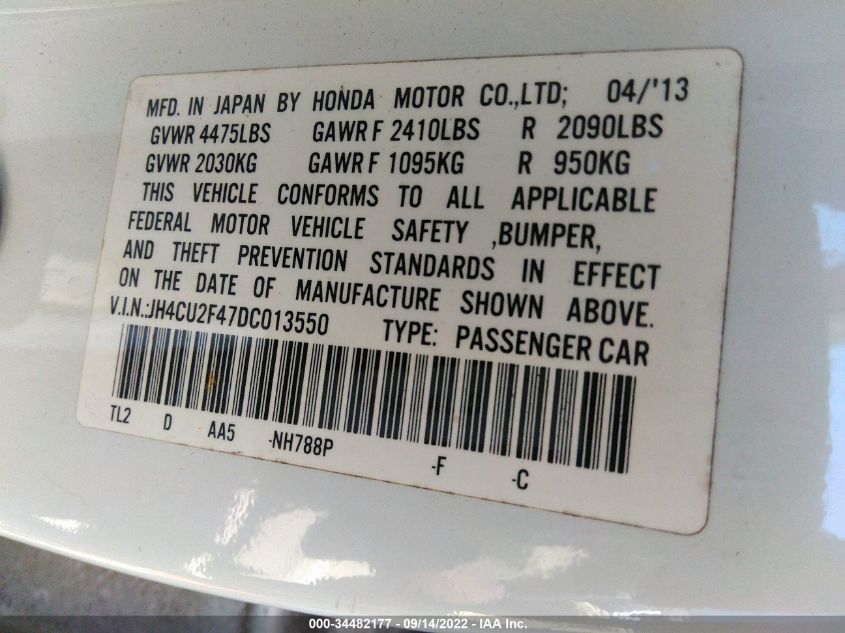 MFD. IN JAPAN BY HONDA MOTOR CO.,LTD; 04/'13
GVWR 4475LBS GAWR F 2410LBS R 2090LBS
GVWR 2030KG GAWR F 1095KG R 950KG
THIS VEHICLE CONFORMS TO ALL APPLICABLE
FEDERAL MOTOR VEHICLE SAFETY ,BUMPER,
AND THEFT PREVENTION STANDARDS IN EFFECT
ON THE DATE OF MANUFACTURE SHOWN ABOVE.
V.I.N.:JH4CU2F47DC013550 TYPE: PASSENGER CAR
TL2 D AA5 -NH788P -F -C
000-34482177 - 09/14/2022 - IAA Inc.